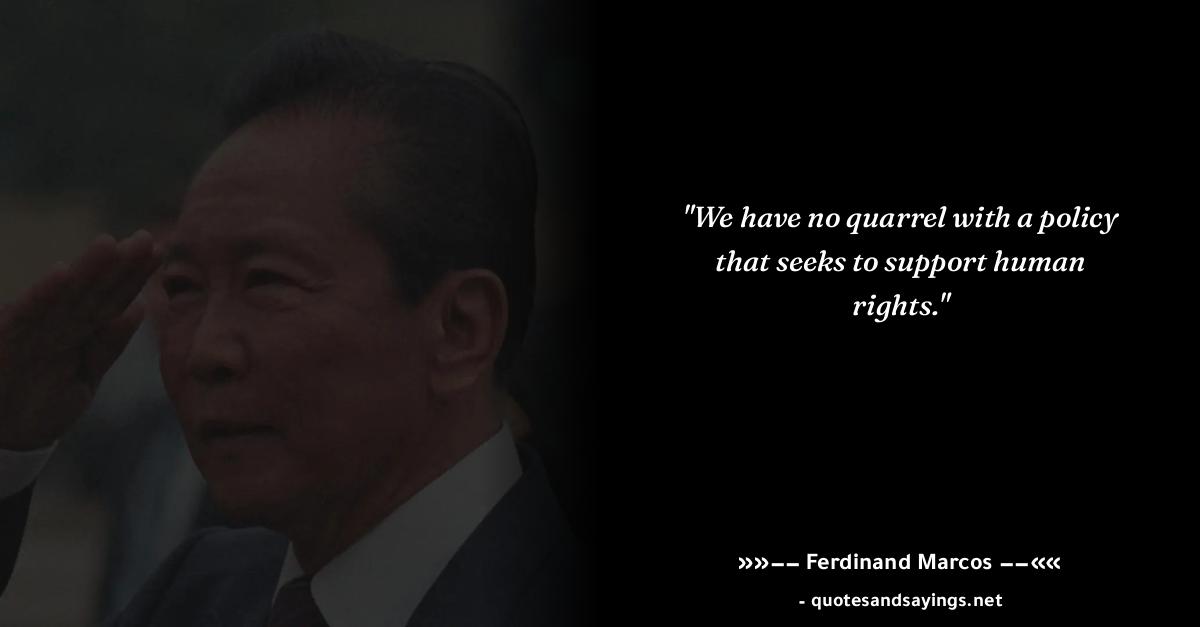 "We have no quarrel with a policy
that seeks to support human
rights."
»»–– Ferdinand Marcos ––««
- quotesandsayings.net